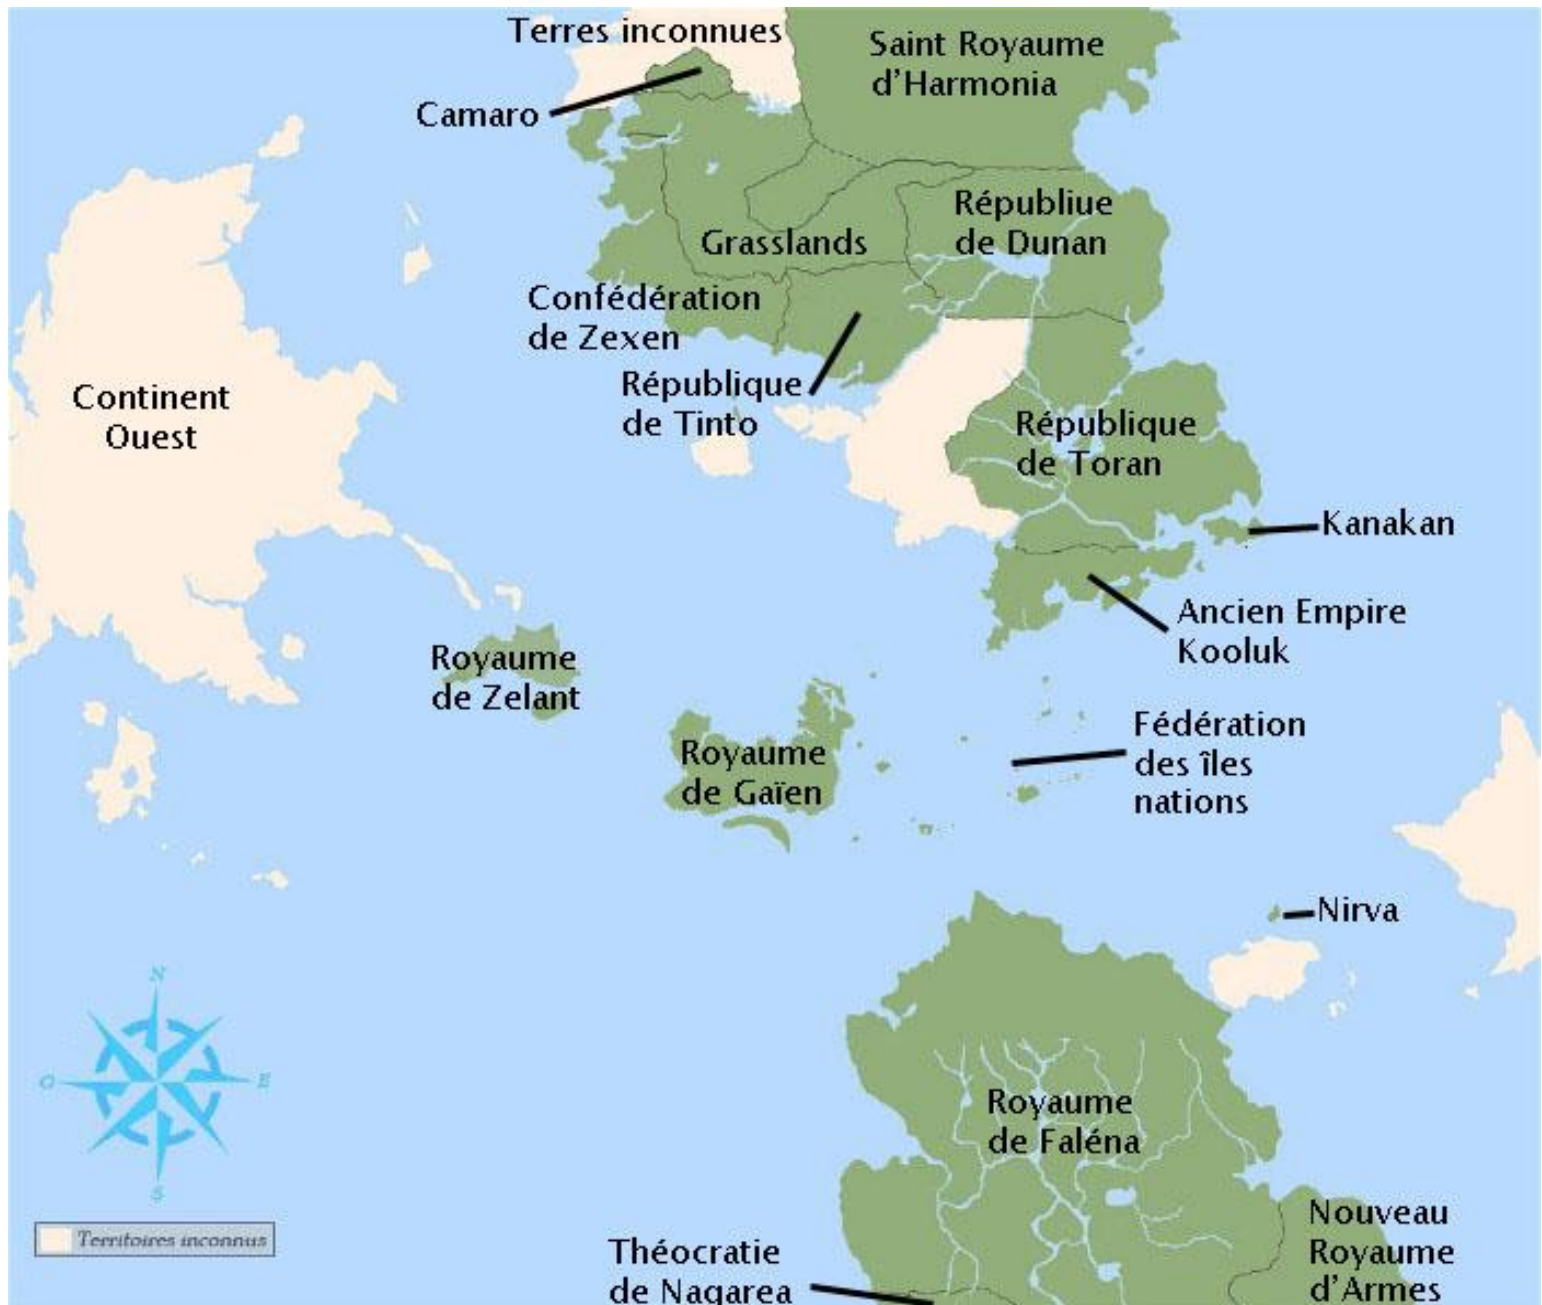 Terres inconnues
Saint Royaume
d'Harmonia
Camaro
Républiue
de Dunan
Grasslands
Confédération
de Zexen
République
de Tinto
Continent
Ouest
République
de Toran
Kanakan
Ancien Empire
Kooluk
Royaume
de Zelant
Royaume
de Gaïen
Fédération
des îles
nations
Nirva
N
O
E
S
Royaume
de Faléna
Territoires inconnus
Nouveau
Royaume
d'Armes
Théocratie
de Nagarea